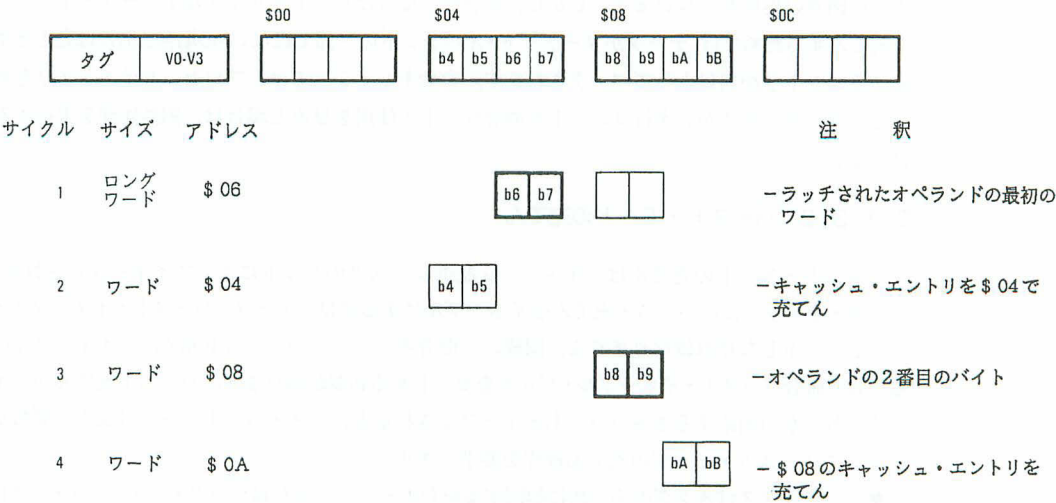 $00 $04 $08 $0C
タグ V0-V3 b4 b5 b6 b7 b8 b9 bA bB
サイクル サイズ アドレス 注 釈
1 ロング ワード $ 06 b6 b7 －ラッチされたオペランドの最初の
ワード
2 ワード $ 04 b4 b5 －キャッシュ・エントリを$ 04で
充てん
3 ワード $ 08 b8 b9 －オペランドの2番目のバイト
4 ワード $ 0A bA bB －$ 08のキャッシュ・エントリを
充てん